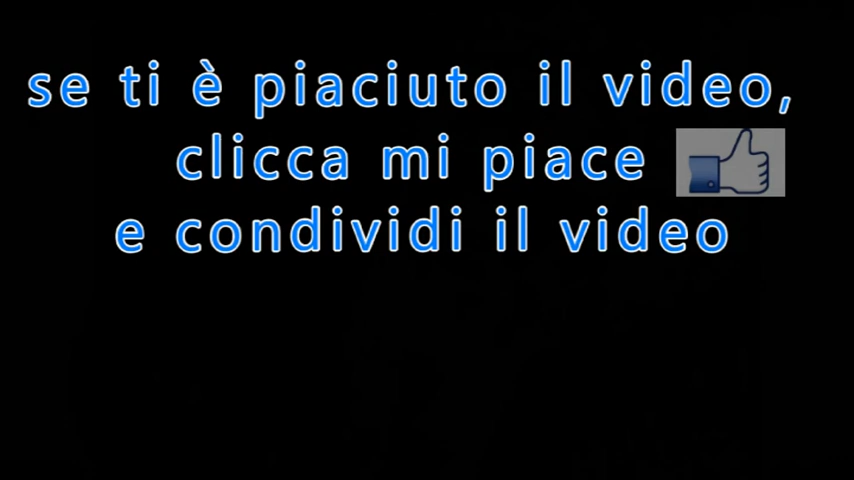 se ti è piaciuto il video,
clicca mi piace
e condividi il video